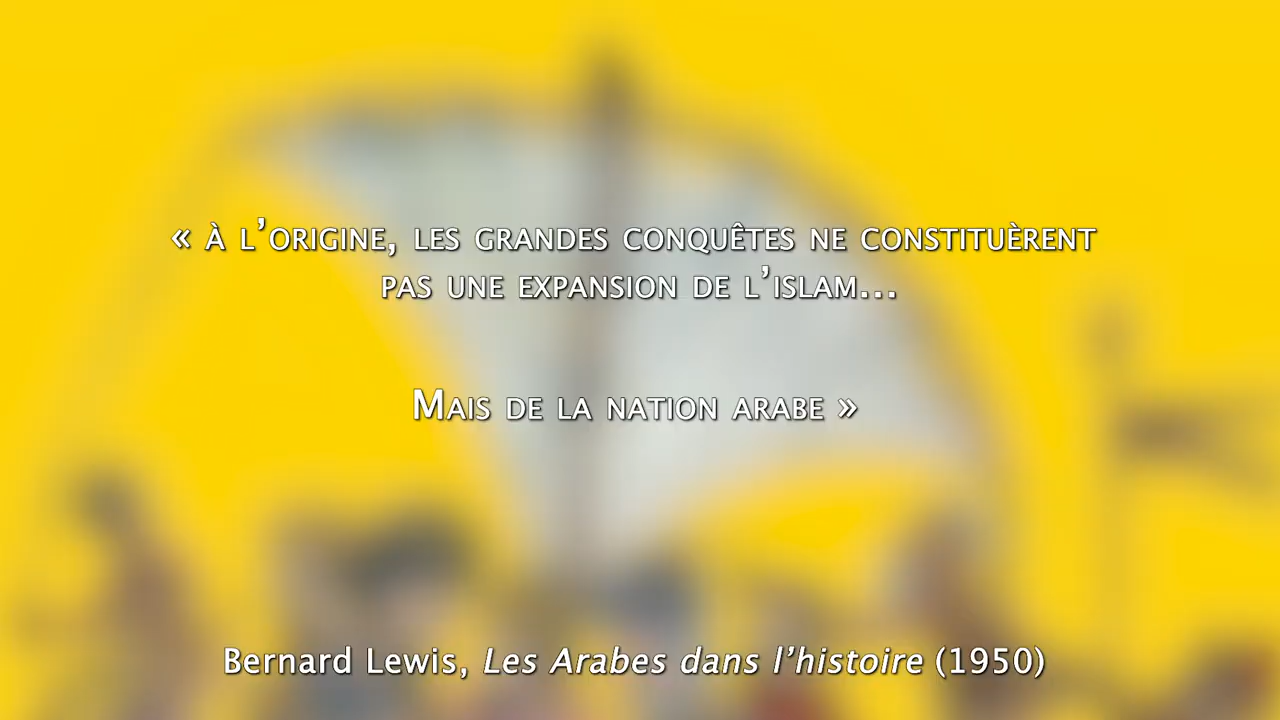 « À l’origine, les grandes conquêtes ne constituèrent
pas une expansion de l’islam...
Mais de la nation arabe »
Bernard Lewis, Les Arabes dans l’histoire (1950)